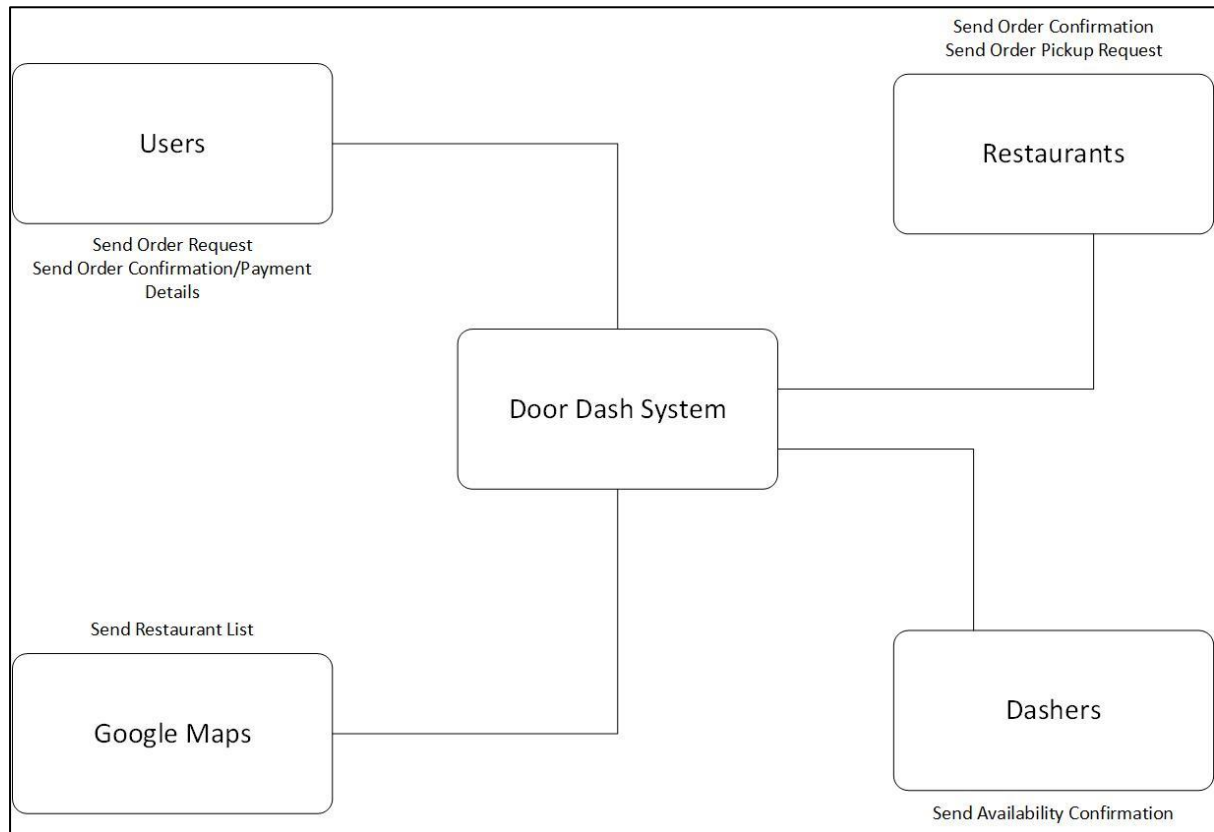 Send Order Confirmation
Send Order Pickup Request
Users
Restaurants
Send Order Request
Send Order Confirmation/Payment
Details
Door Dash System
Send Restaurant List
Google Maps
Dashers
Send Availability Confirmation